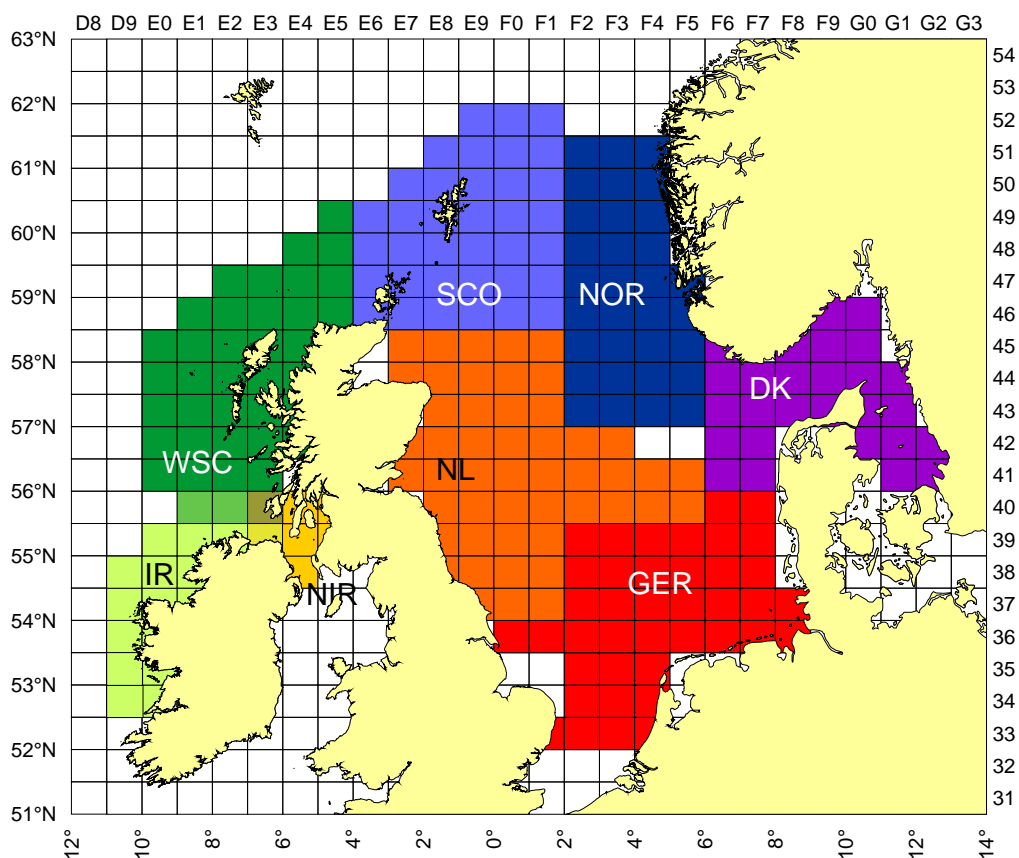 D8 D9 E0 E1 E2 E3 E4 E5 E6 E7 E8 E9 F0 F1 F2 F3 F4 F5 F6 F7 F8 F9 G0 G1 G2 G3
63°N
54
53
62°N
52
61°N
51
50
60°N
49
48
59°N
SCO NOR
47
46
58°N
45
DK
44
57°N
43
WSC NL
42
56°N
41
40
55°N
39
IR NIR GER
38
37
54°N
36
53°N
35
34
52°N
33
32
51°N
31
12° 10° 8° 6° 4° 2° 0° 2° 4° 6° 8° 10° 12° 14°